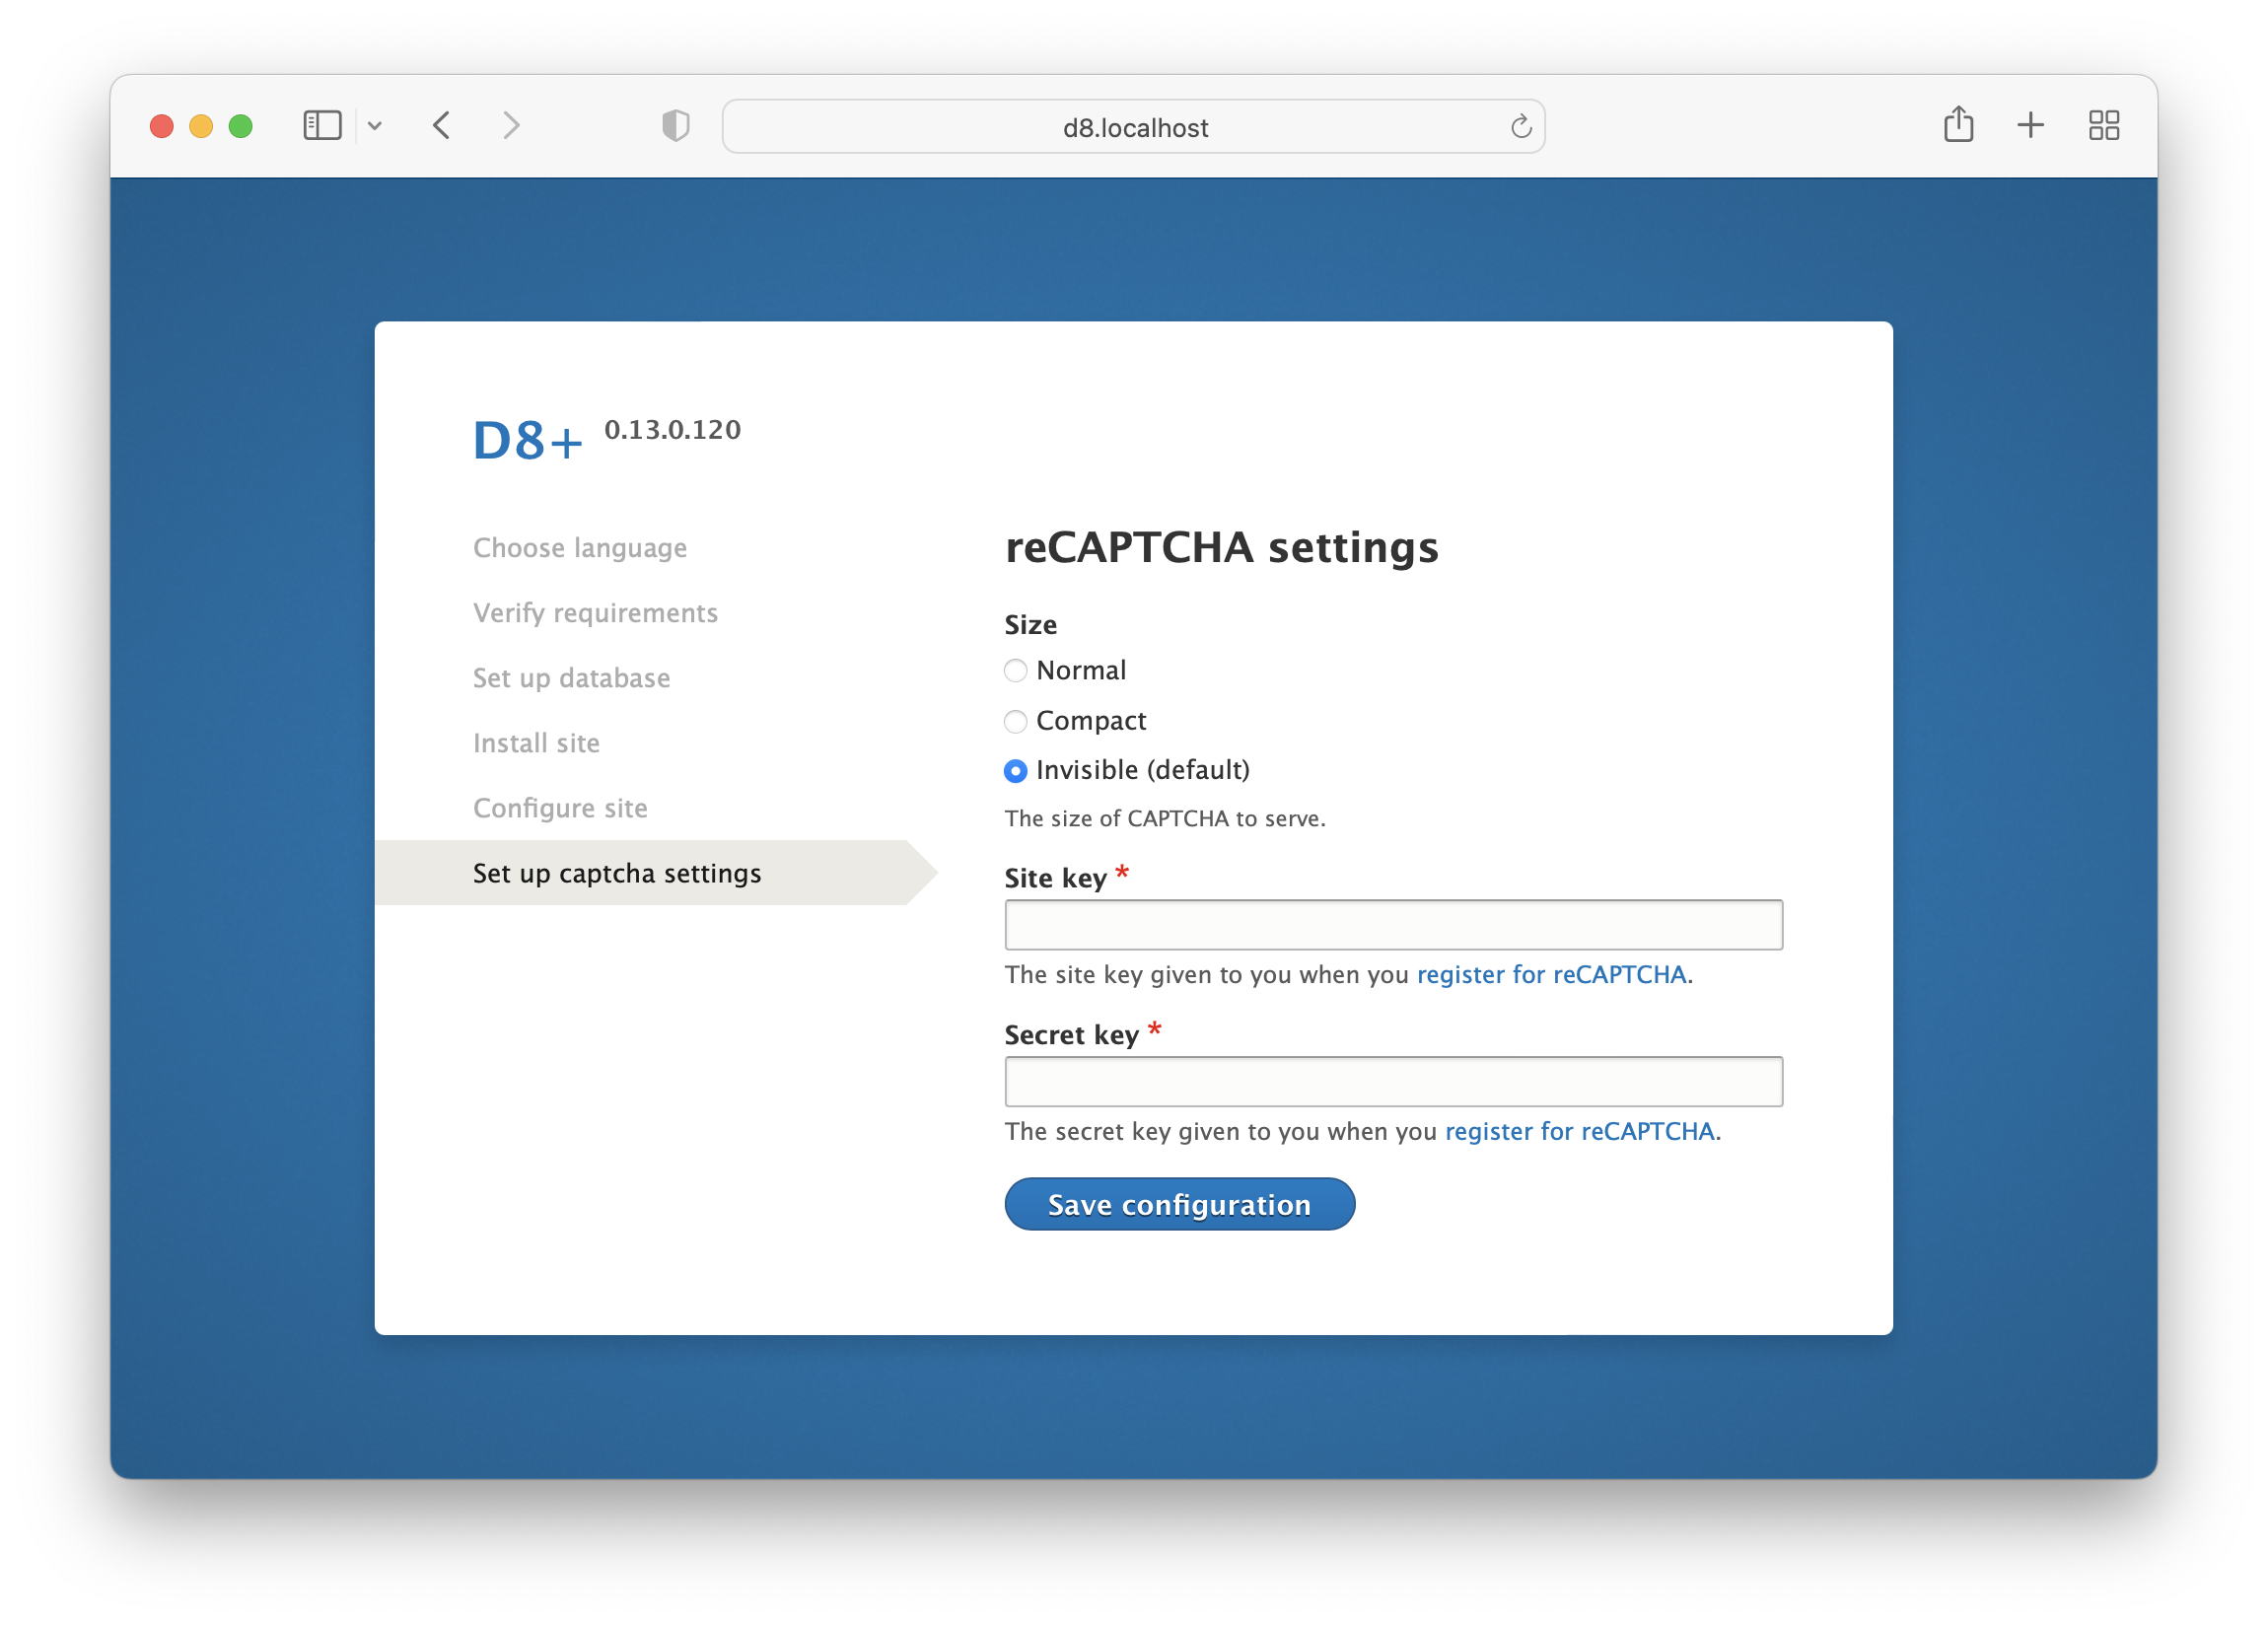 d8.localhost
D8+ 0.13.0.120
Choose language
Verify requirements
Set up database
Install site
Configure site
Set up captcha settings
reCAPTCHA settings
Size
Normal
Compact
Invisible (default)
The size of CAPTCHA to serve.
Site key *
The site key given to you when you register for reCAPTCHA.
Secret key *
The secret key given to you when you register for reCAPTCHA.
Save configuration